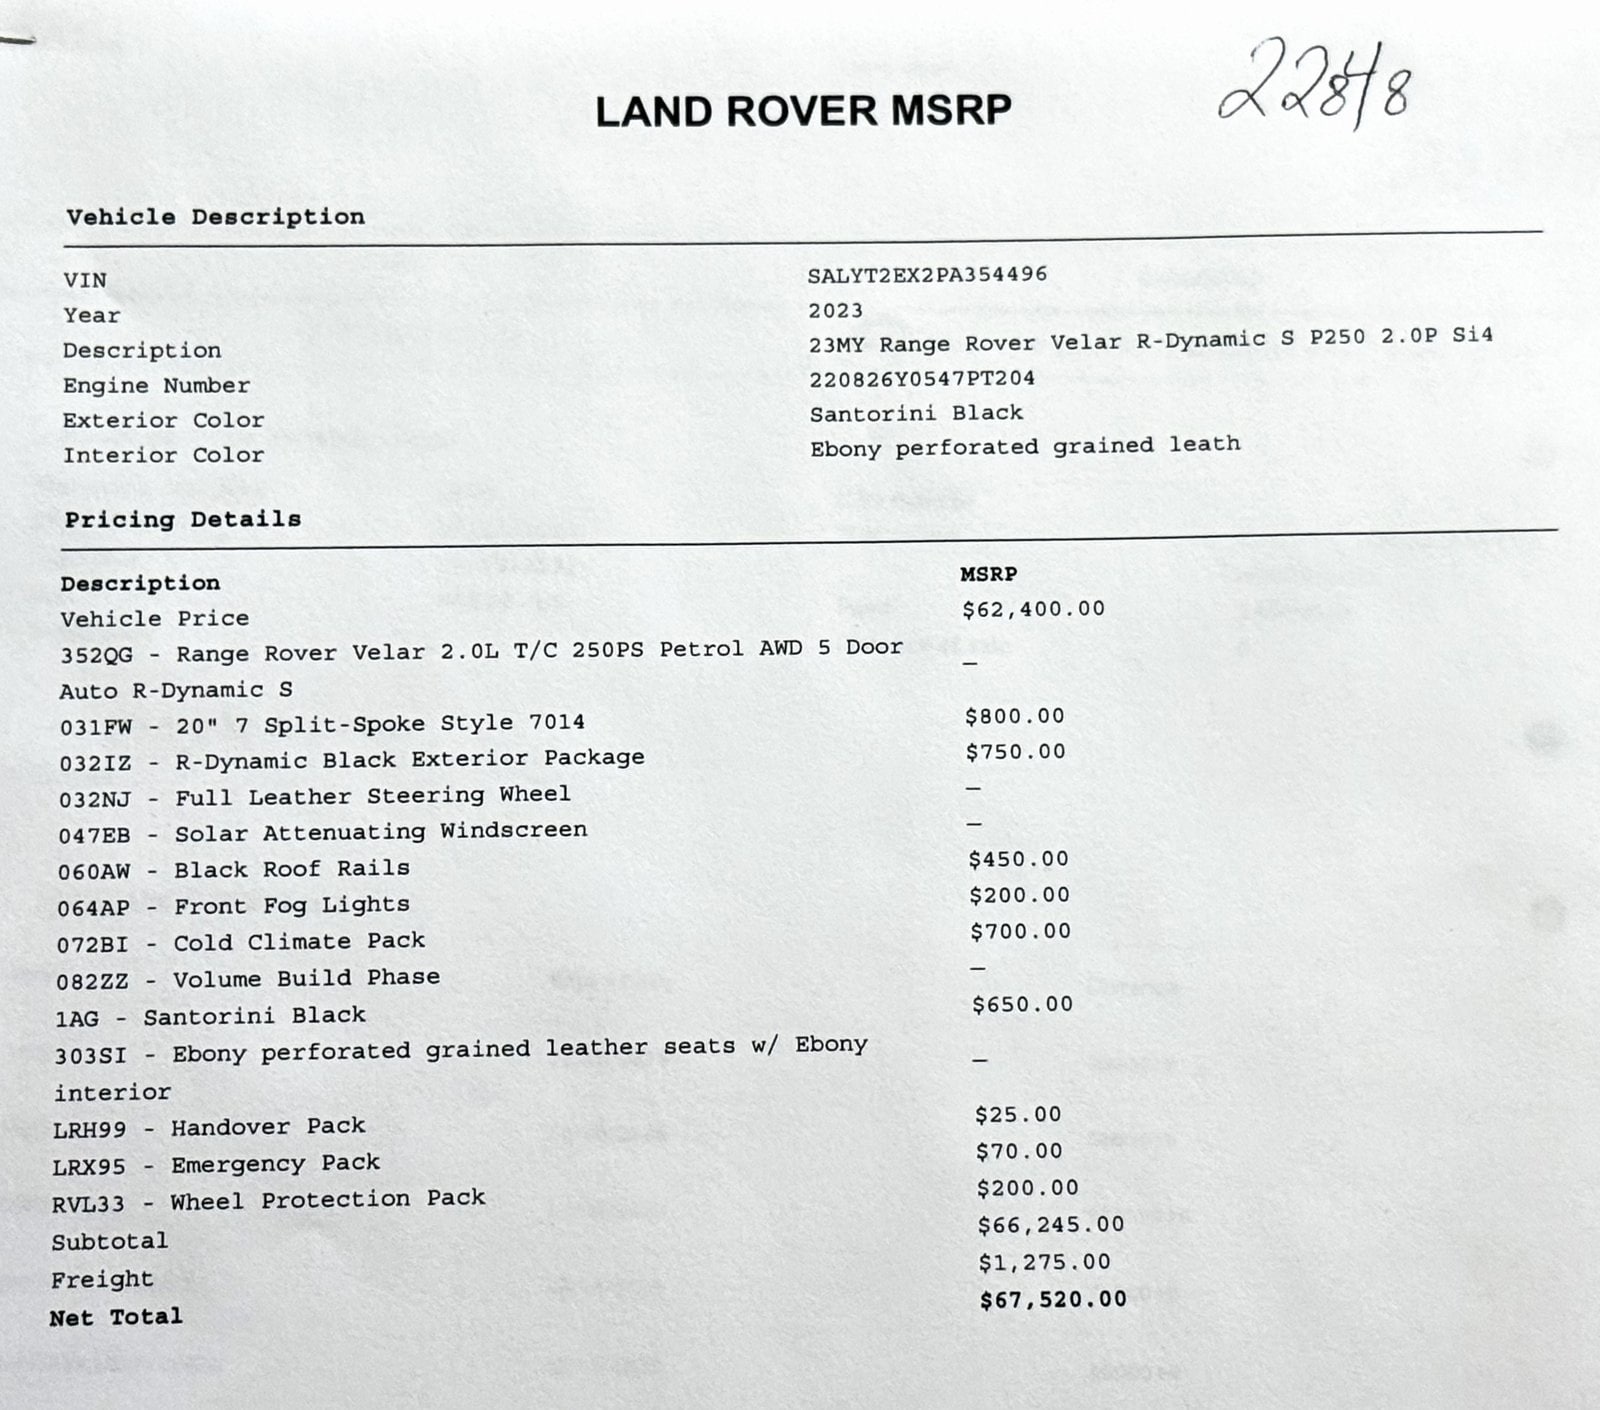 22848
LAND ROVER MSRP
Vehicle Description
VIN SALYT2EX2PA354496
Year 2023
Description 23MY Range Rover Velar R-Dynamic S P250 2.0P Si4
Engine Number 220826Y0547PT204
Exterior Color Santorini Black
Interior Color Ebony perforated grained leath
Pricing Details
Description MSRP
Vehicle Price $62,400.00
352QG - Range Rover Velar 2.0L T/C 250PS Petrol AWD 5 Door –
Auto R-Dynamic S
031FW - 20" 7 Split-Spoke Style 7014 $800.00
032IZ - R-Dynamic Black Exterior Package $750.00
032NJ - Full Leather Steering Wheel –
047EB - Solar Attenuating Windscreen –
060AW - Black Roof Rails $450.00
064AP - Front Fog Lights $200.00
072BI - Cold Climate Pack $700.00
082ZZ - Volume Build Phase –
1AG - Santorini Black $650.00
303SI - Ebony perforated grained leather seats w/ Ebony –
interior
LRH99 - Handover Pack $25.00
LRX95 - Emergency Pack $70.00
RVL33 - Wheel Protection Pack $200.00
Subtotal $66,245.00
Freight $1,275.00
Net Total $67,520.00